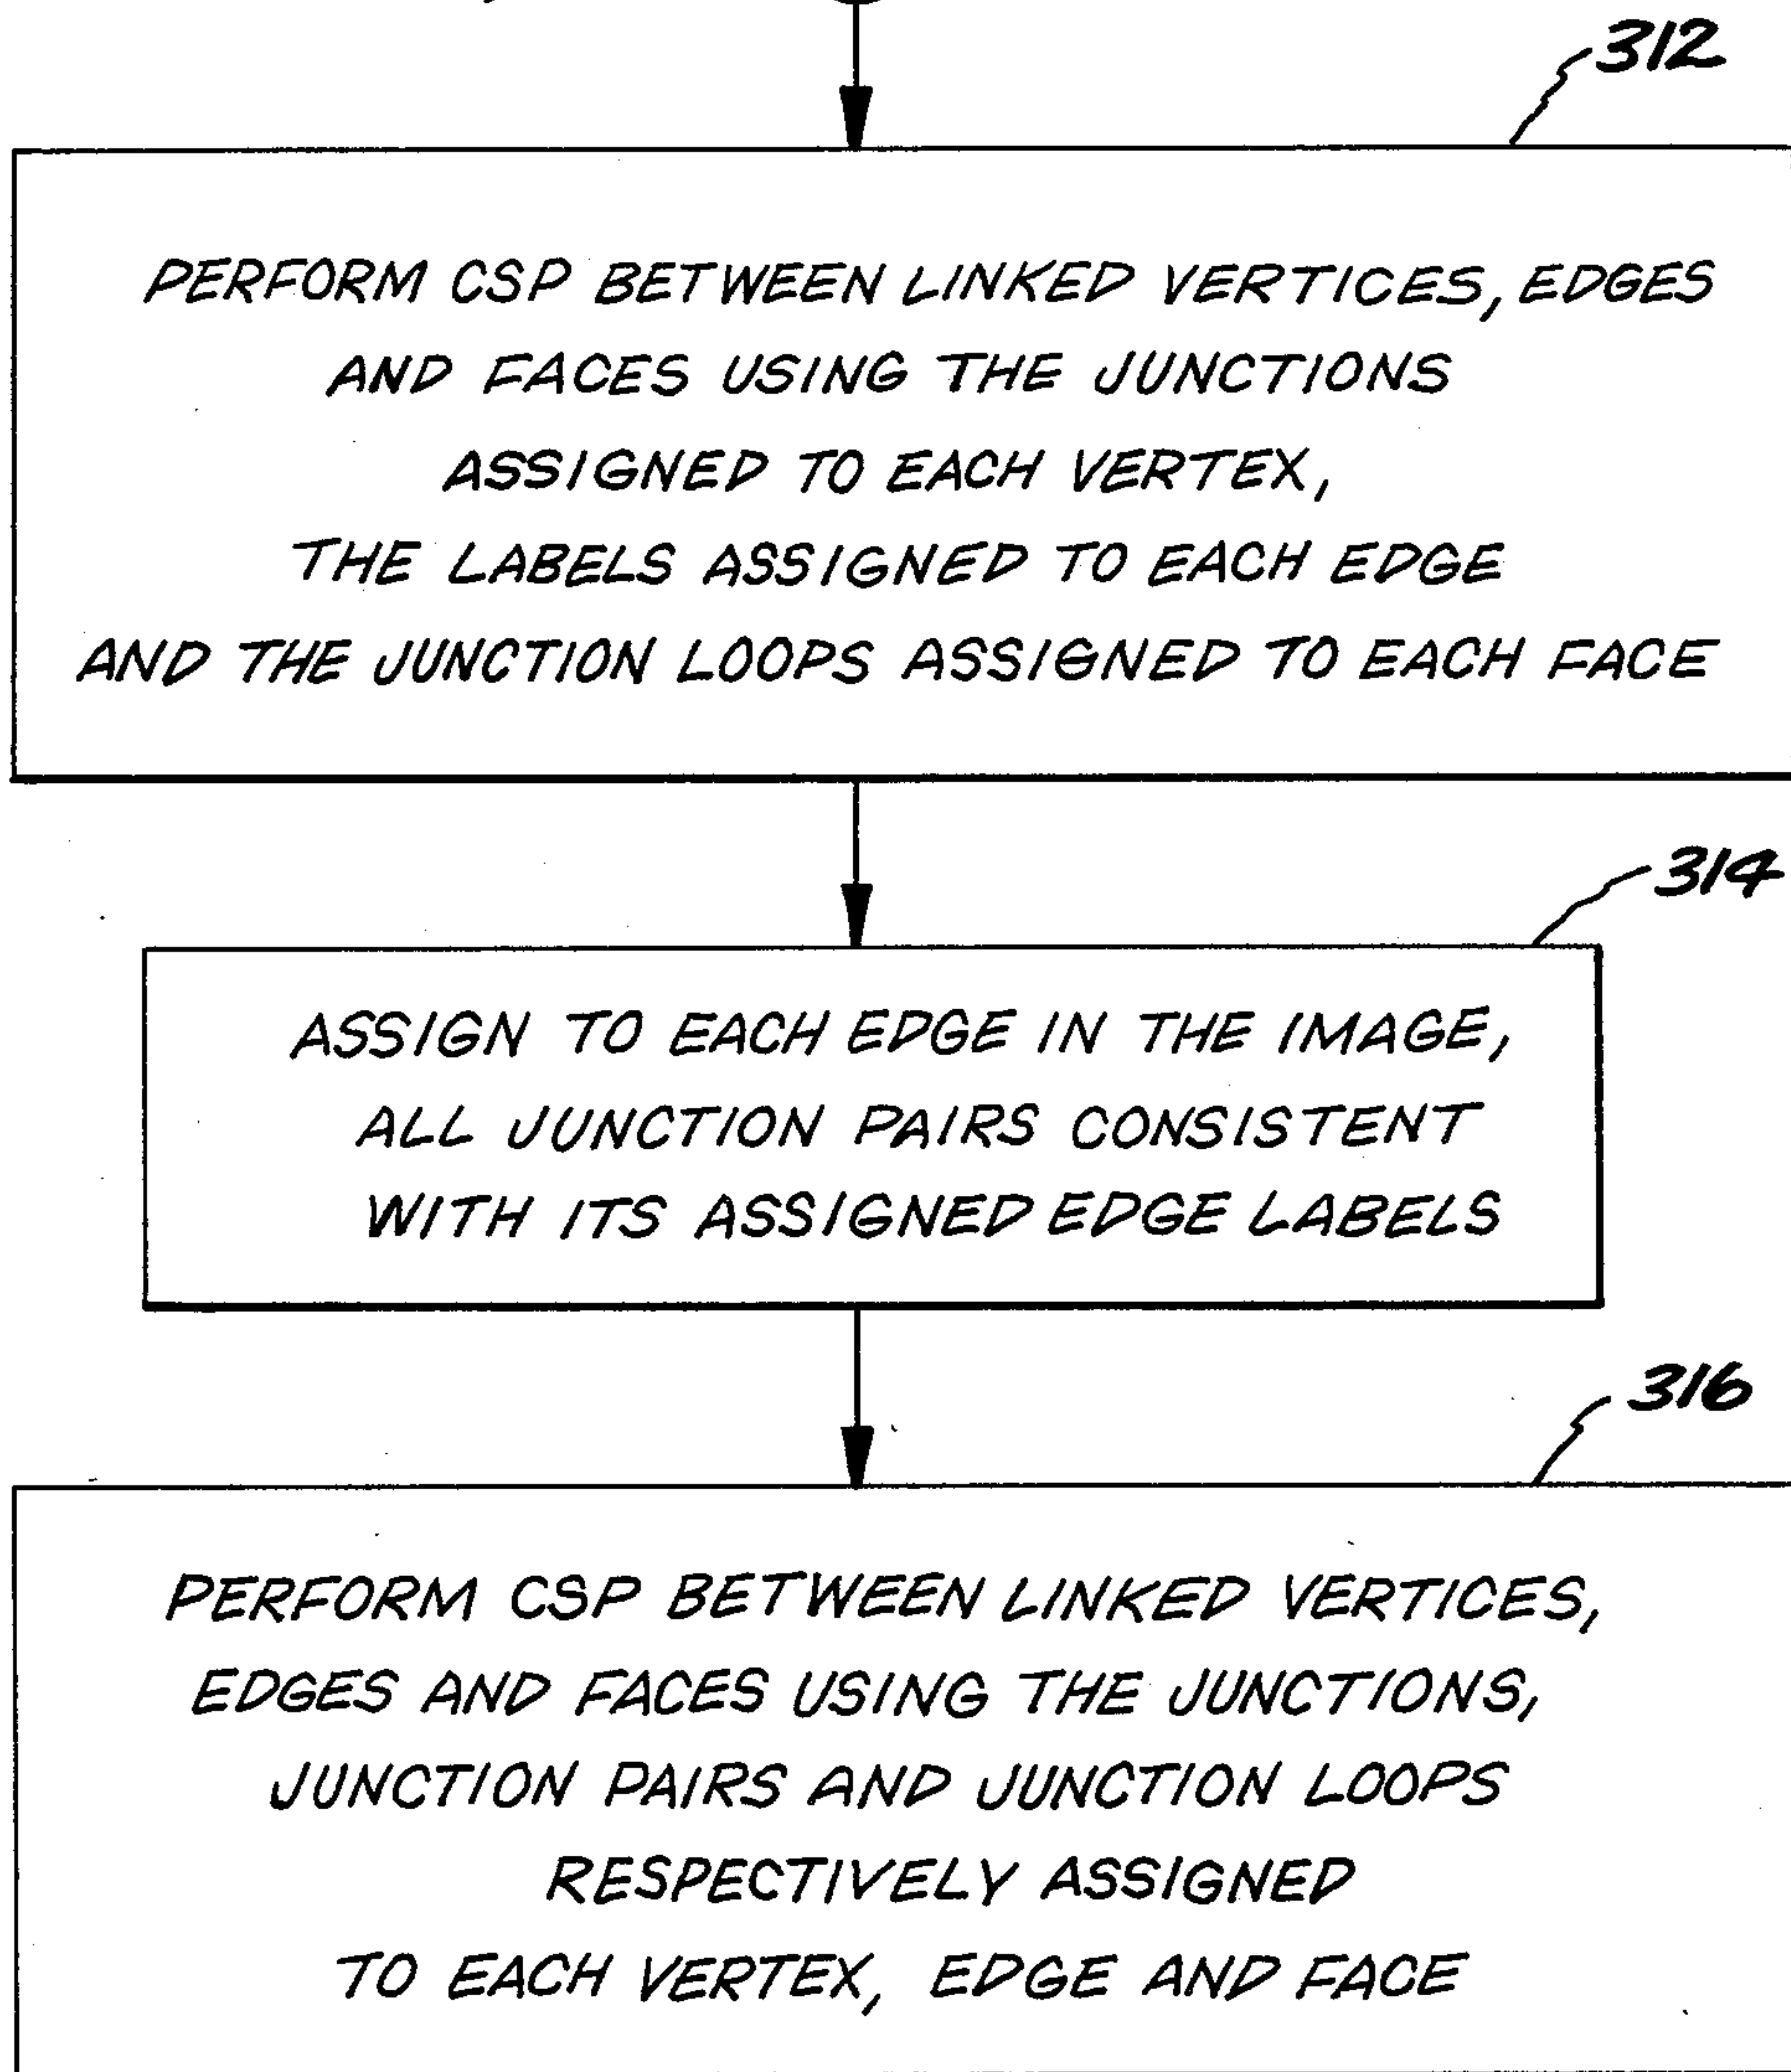 312
PERFORM CSP BETWEEN LINKED VERTICES, EDGES
AND FACES USING THE JUNCTIONS
ASSIGNED TO EACH VERTEX,
THE LABELS ASSIGNED TO EACH EDGE
AND THE JUNCTION LOOPS ASSIGNED TO EACH FACE
314
ASSIGN TO EACH EDGE IN THE IMAGE,
ALL JUNCTION PAIRS CONSISTENT
WITH ITS ASSIGNED EDGE LABELS
316
PERFORM CSP BETWEEN LINKED VERTICES,
EDGES AND FACES USING THE JUNCTIONS,
JUNCTION PAIRS AND JUNCTION LOOPS
RESPECTIVELY ASSIGNED
TO EACH VERTEX, EDGE AND FACE